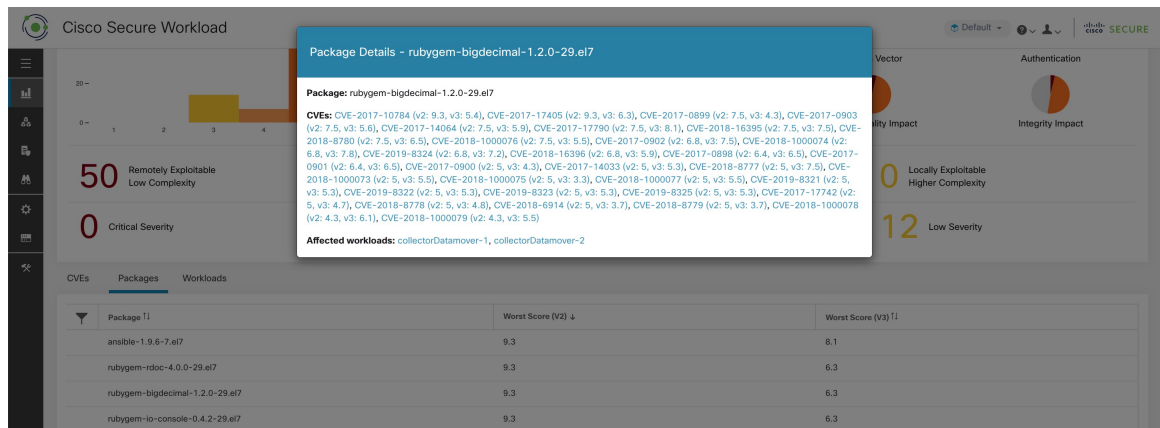 Cisco Secure Workload
Default
CISCO SECURE
Package Details - rubygem-bigdecimal-1.2.0-29.el7
Package: rubygem-bigdecimal-1.2.0-29.el7
CVEs: CVE-2017-10784 (v2: 9.3, v3: 5.4), CVE-2017-17405 (v2: 9.3, v3: 6.3), CVE-2017-0899 (v2: 7.5, v3: 4.3), CVE-2017-0903
(v2: 7.5, v3: 5.6), CVE-2017-14064 (v2: 7.5, v3: 5.9), CVE-2017-17790 (v2: 7.5, v3: 8.1), CVE-2018-16395 (v2: 7.5, v3: 7.5), CVE-
2018-8780 (v2: 7.5, v3: 6.5), CVE-2018-1000076 (v2: 7.5, v3: 5.5), CVE-2017-0902 (v2: 6.8, v3: 7.5), CVE-2018-1000074 (v2:
6.8, v3: 7.8), CVE-2019-8324 (v2: 6.8, v3: 7.2), CVE-2018-16396 (v2: 6.8, v3: 5.9), CVE-2017-0898 (v2: 6.4, v3: 6.5), CVE-2017-
0901 (v2: 6.4, v3: 6.5), CVE-2017-0900 (v2: 5, v3: 4.3), CVE-2017-14033 (v2: 5, v3: 5.3), CVE-2018-8777 (v2: 5, v3: 7.5), CVE-
2018-1000073 (v2: 5, v3: 5.5), CVE-2018-1000075 (v2: 5, v3: 3.3), CVE-2018-1000077 (v2: 5, v3: 5.5), CVE-2019-8321 (v2: 5,
v3: 5.3), CVE-2019-8322 (v2: 5, v3: 5.3), CVE-2019-8323 (v2: 5, v3: 5.3), CVE-2019-8325 (v2: 5, v3: 5.3), CVE-2017-17742 (v2:
5, v3: 4.7), CVE-2018-8778 (v2: 5, v3: 4.8), CVE-2018-6914 (v2: 5, v3: 3.7), CVE-2018-8779 (v2: 5, v3: 3.7), CVE-2018-1000078
(v2: 4.3, v3: 6.1), CVE-2018-1000079 (v2: 4.3, v3: 5.5)
Affected workloads: collectorDatamover-1, collectorDatamover-2
20
0
1 2 3 4
Vector
Authentication
Impact
Integrity Impact
50 Remotely Exploitable
Low Complexity
0 Locally Exploitable
Higher Complexity
0 Critical Severity
12 Low Severity
CVEs Packages Workloads
Package ↑↓ Worst Score (V2) ↓ Worst Score (V3) ↑↓
ansible-1.9.6-7.el7 9.3 8.1
rubygem-rdoc-4.0.0-29.el7 9.3 6.3
rubygem-bigdecimal-1.2.0-29.el7 9.3 6.3
rubygem-io-console-0.4.2-29.el7 9.3 6.3